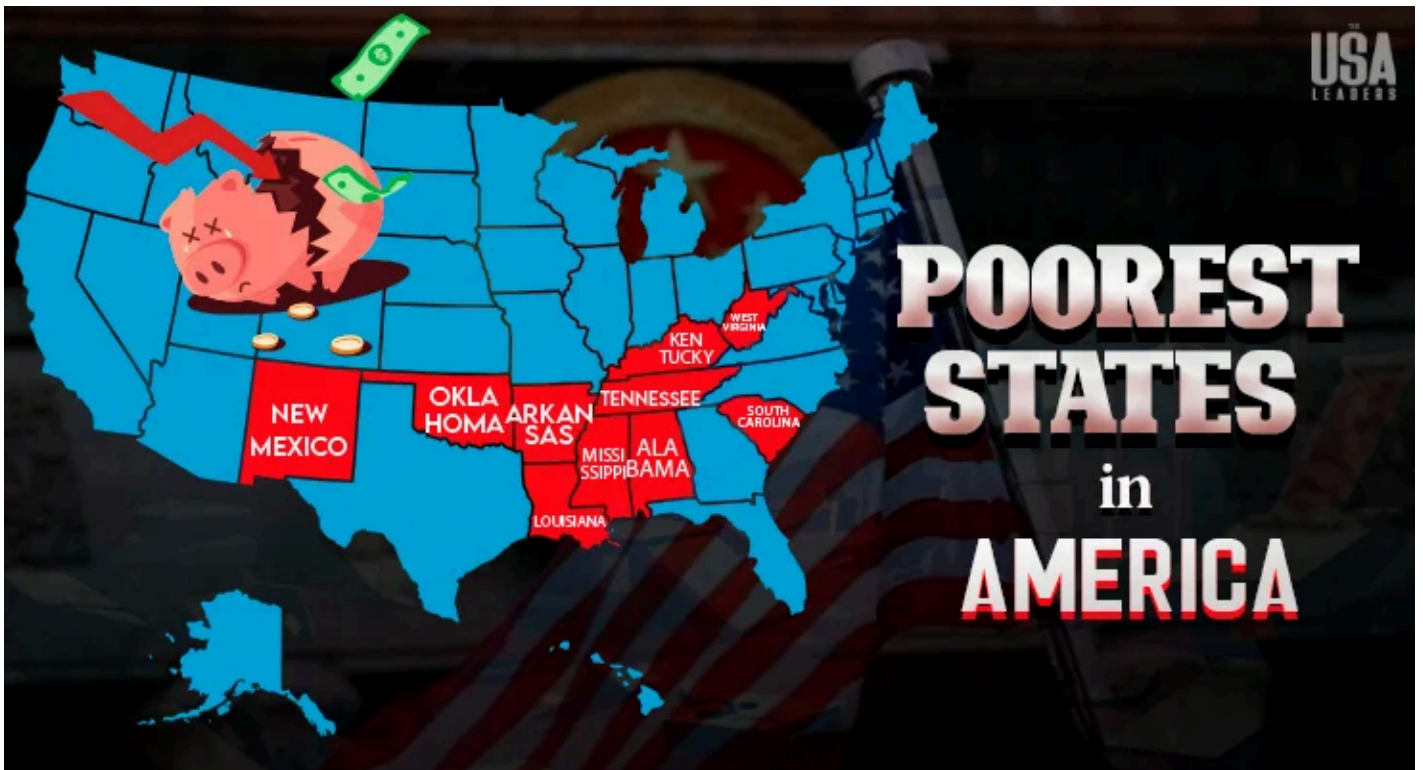 THE
USA
LEADERS
POOREST
STATES
in
AMERICA
WEST
VIRGINIA
KEN
TUCKY
TENNESSEE
SOUTH
CAROLINA
OKLA
HOMA
ARKAN
SAS
NEW
MEXICO
MISSI
SSIPPI
ALA
BAMA
LOUISIANA